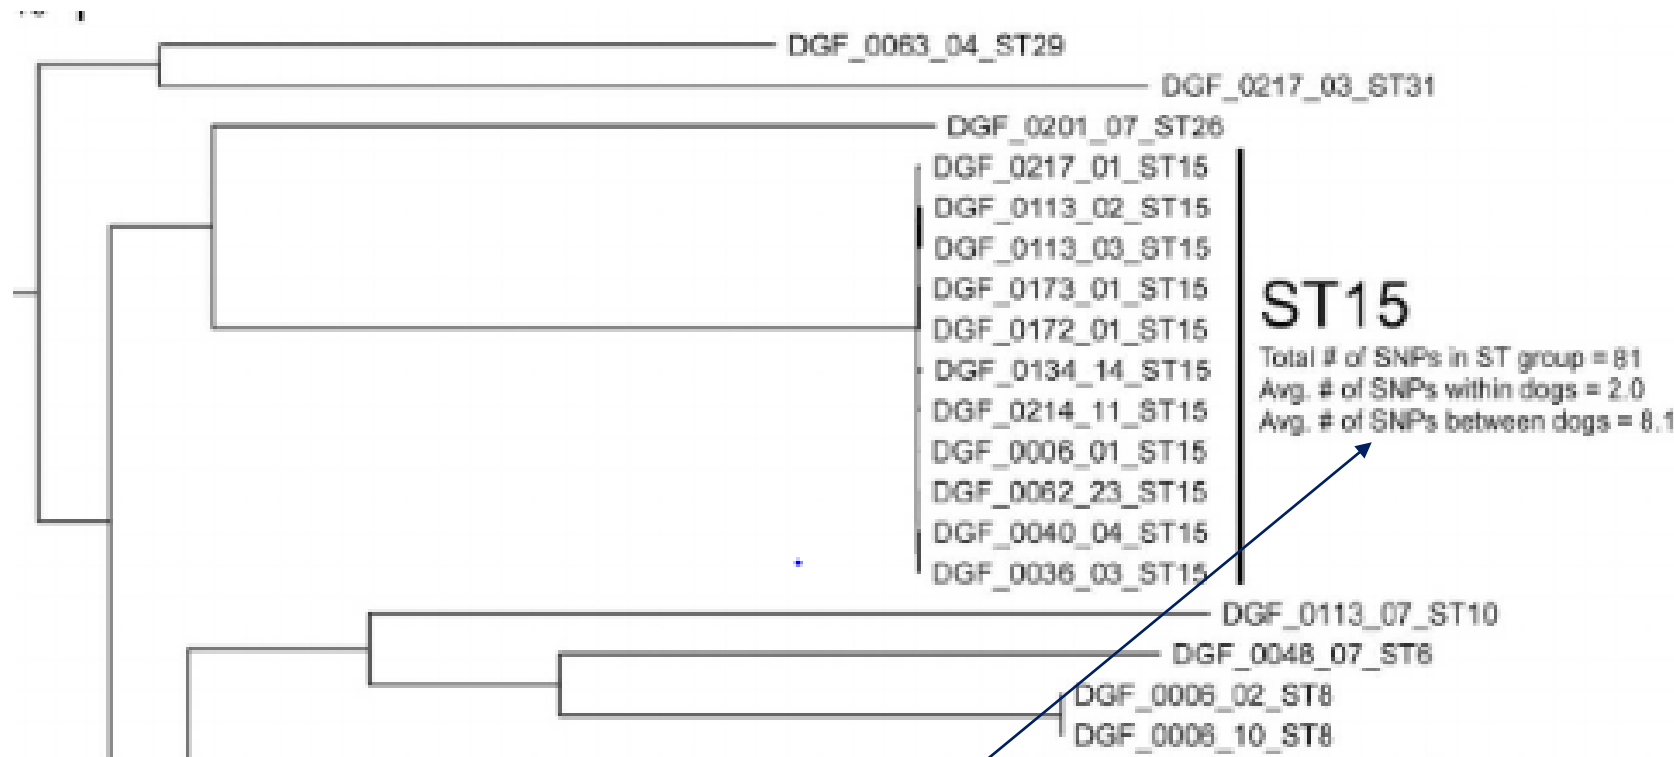 DGF_0063_04_ST29
DGF_0217_03_ST31
DGF_0201_07_ST26
DGF_0217_01_ST15
DGF_0113_02_ST15
DGF_0113_03_ST15
DGF_0173_01_ST15
DGF_0172_01_ST15
DGF_0134_14_ST15
DGF_0214_11_ST15
DGF_0006_01_ST15
DGF_0062_23_ST15
DGF_0040_04_ST15
DGF_0036_03_ST15
ST15
Total # of SNPs in ST group = 81
Avg. # of SNPs within dogs = 2.0
Avg. # of SNPs between dogs = 8.1
DGF_0113_07_ST10
DGF_0048_07_ST6
DGF_0006_02_ST8
DGF_0006_10_ST8